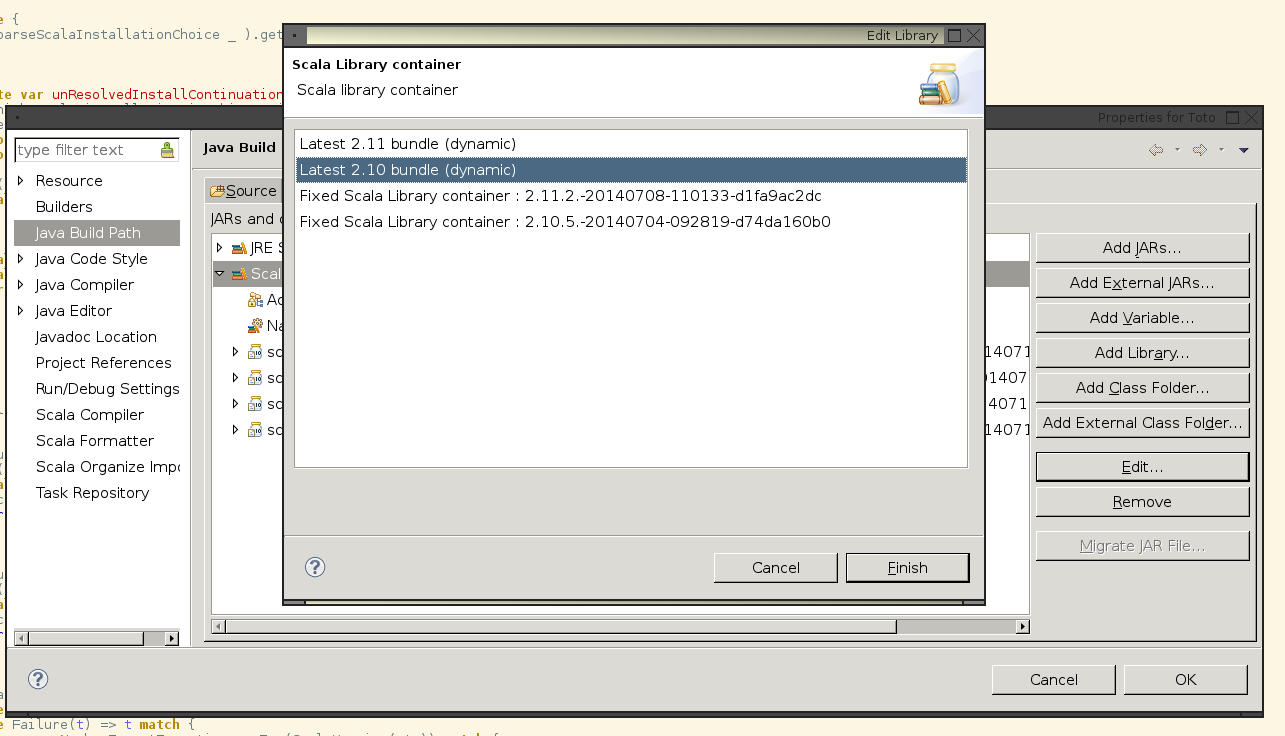 e {
parseScalaInstallationChoice _ ).get
te var unResolvedInstallContinuation
Edit Library
Scala Library container
Scala library container
Latest 2.11 bundle (dynamic)
Latest 2.10 bundle (dynamic)
Fixed Scala Library container : 2.11.2.-20140708-110133-d1fa9ac2dc
Fixed Scala Library container : 2.10.5.-20140704-092819-d74da160b0
Cancel
Finish
Properties for Toto
type filter text
Resource
Builders
Java Build Path
Java Code Style
Java Compiler
Java Editor
Javadoc Location
Project References
Run/Debug Settings
Scala Compiler
Scala Formatter
Scala Organize Impo
Task Repository
Java Build
Source
JARs and
JRE S
Scal
Ac
Na
sc 14071
sc 01407
sc 14071
sc 14071
Add JARs...
Add External JARs...
Add Variable...
Add Library...
Add Class Folder...
Add External Class Folder...
Edit...
Remove
Migrate JAR File...
Cancel
OK
e Failure(t) => t match {